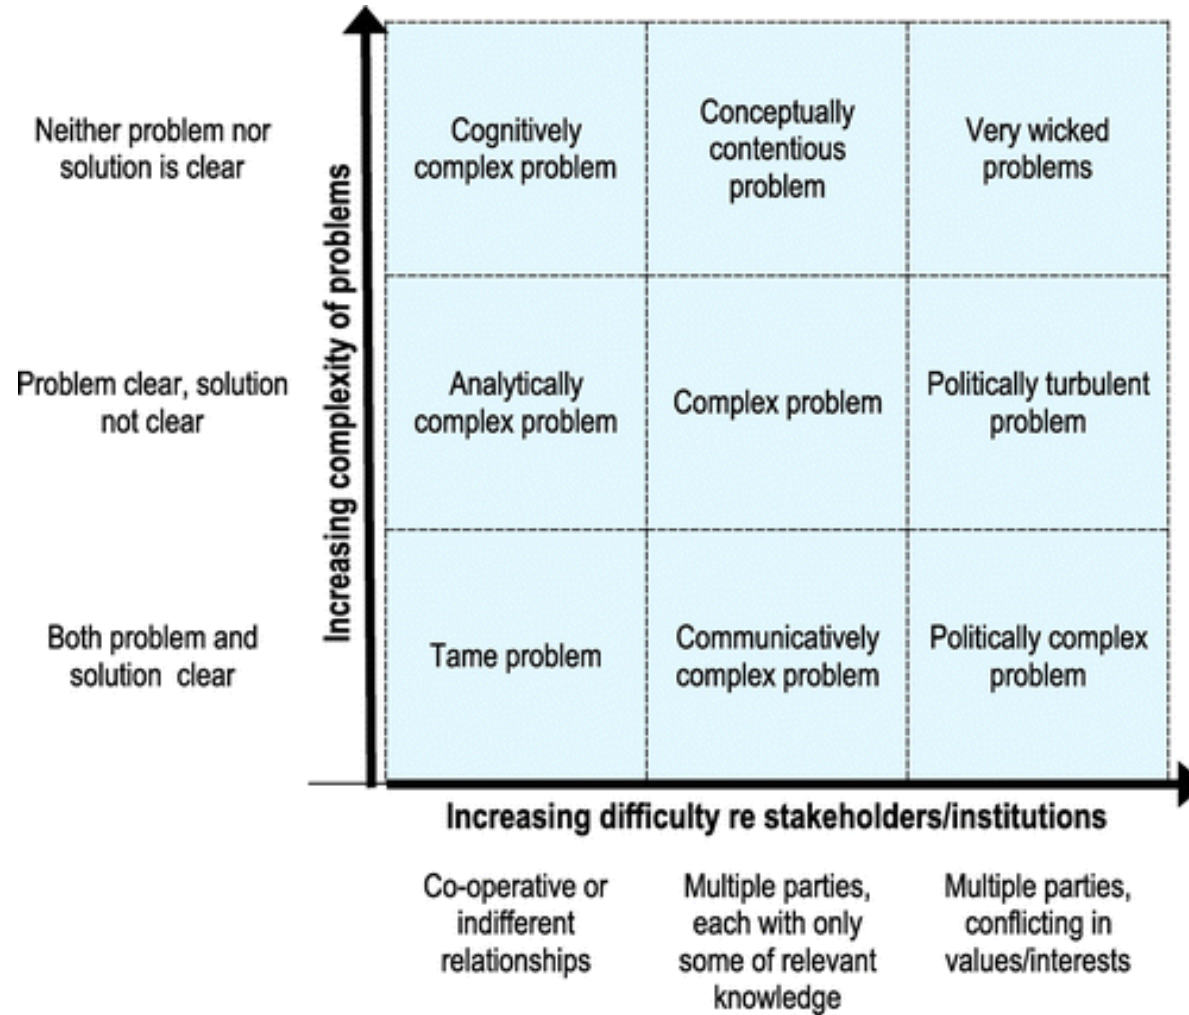 Neither problem nor
solution is clear
Cognitively
complex problem
Conceptually
contentious
problem
Very wicked
problems
Increasing complexity of problems
Problem clear, solution
not clear
Analytically
complex problem
Complex problem
Politically turbulent
problem
Both problem and
solution clear
Tame problem
Communicatively
complex problem
Politically complex
problem
Increasing difficulty re stakeholders/institutions
Co-operative or
indifferent
relationships
Multiple parties,
each with only
some of relevant
knowledge
Multiple parties,
conflicting in
values/interests